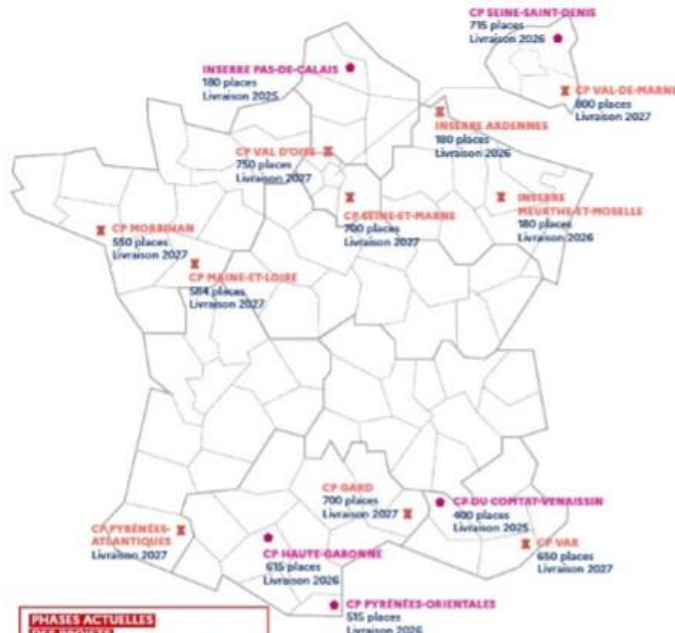 CP SEINE-SAINT-DENIS
715 places
Livraison 2026
INSERRE PAS-DE-CALAIS
180 places
Livraison 2025
CP VAL-DE-MARNE
800 places
Livraison 2027
INSERRE ARDENNES
180 places
Livraison 2026
CP VAL D'OISE
750 places
Livraison 2027
CP SEINE-ET-MARNE
700 places
Livraison 2027
INSERRE
MEURTHE-ET-MOSELLE
180 places
Livraison 2026
CP MORBIHAN
550 places
Livraison 2027
CP MAINE-ET-LOIRE
584 places
Livraison 2027
CP GARD
700 places
Livraison 2027
CP DU COMTAT-VENAISSIN
400 places
Livraison 2025
CP PYRÉNÉES-
ATLANTIQUES
Livraison 2027
CP HAUTE-GARONNE
615 places
Livraison 2026
CP VAR
650 places
Livraison 2027
CP PYRÉNÉES-ORIENTALES
515 places
Livraison 2026
PHASES ACTUELLES
DES PROJETS